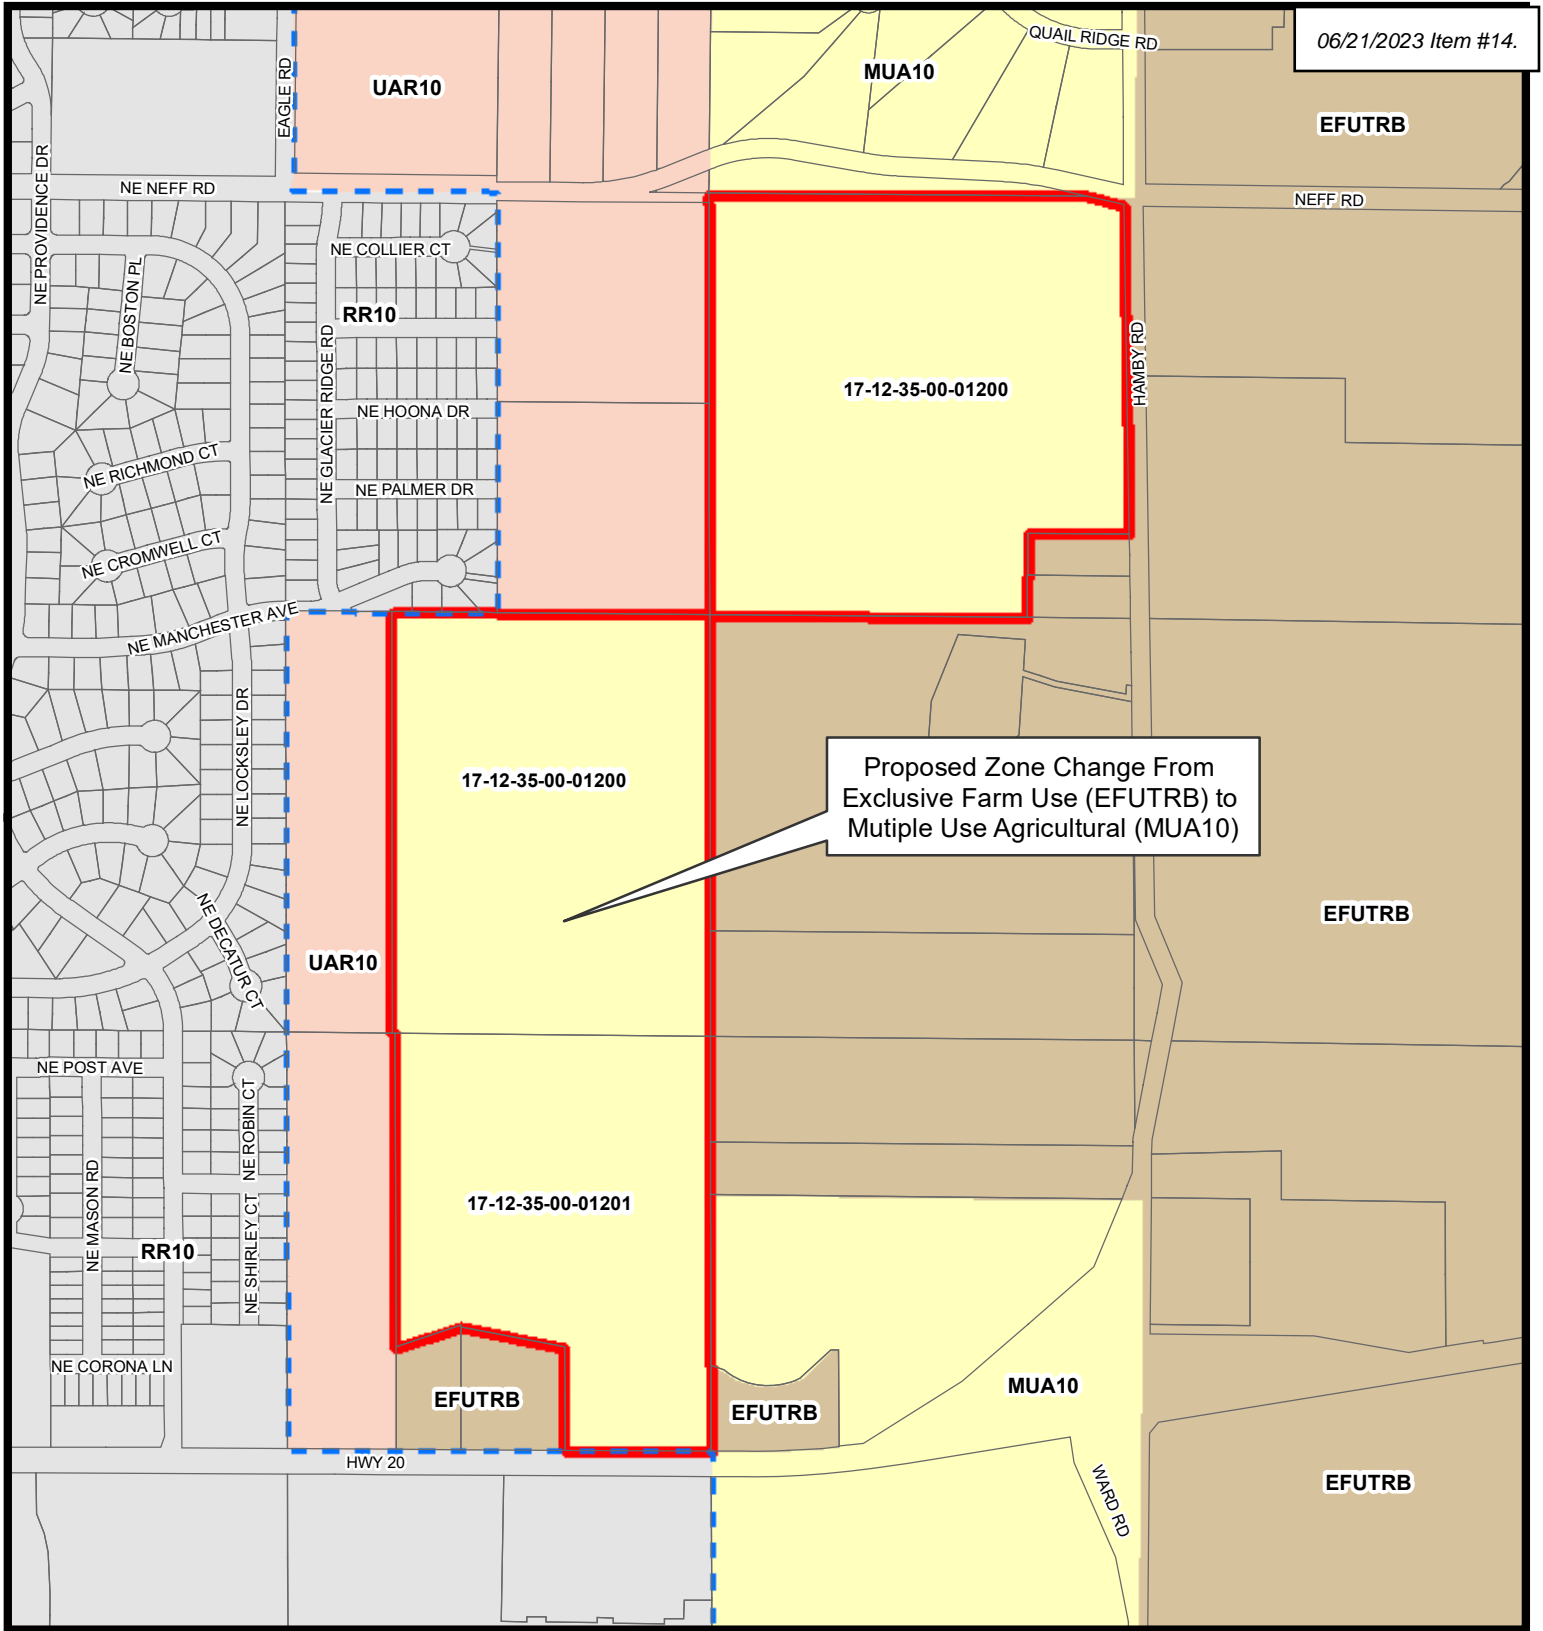 06/21/2023 Item #14.
QUAIL RIDGE RD
EAGLE RD
UAR10
MUA10
EFUTRB
NE PROVIDENCE DR
NE NEFF RD
NEFF RD
NE COLLIER CT
NE BOSTON PL
RR10
NE GLACIER RIDGE RD
HAMBY RD
17-12-35-00-01200
NE HOONA DR
NE RICHMOND CT
NE PALMER DR
NE CROMWELL CT
NE MANCHESTER AVE
NE LOCKSLEY DR
17-12-35-00-01200
Proposed Zone Change From
Exclusive Farm Use (EFUTRB) to
Mutiple Use Agricultural (MUA10)
EFUTRB
NE DECATUR CT
UAR10
NE POST AVE
NE ROBIN CT
NE MASON RD
NE SHIRLEY CT
17-12-35-00-01201
RR10
NE CORONA LN
EFUTRB
EFUTRB
MUA10
HWY 20
WARD RD
EFUTRB